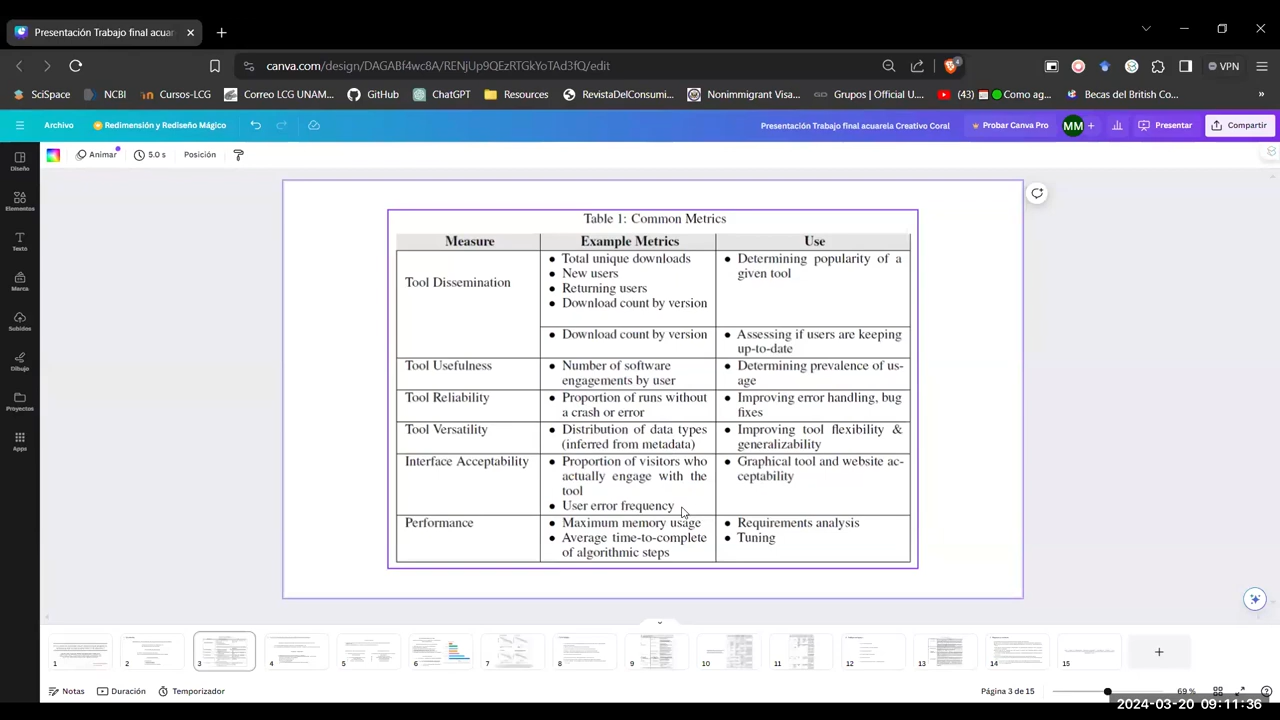 Presentación Trabajo final acuar
canva.com/design/DAGABf4wc8A/RENjUp9QEzRTGkYoTAd3fQ/edit
4
VPN
SciSpace
NCBI
Cursos-LCG
Correo LCG UNAM...
GitHub
ChatGPT
Resources
RevistaDelConsumi...
Nonimmigrant Visa...
Grupos | Official U...
(43)
Como ag...
Becas del British Co...
»
Archivo
Redimensión y Rediseño Mágico
Presentación Trabajo final acuarela Creativo Coral
Probar Canva Pro
MM
Presentar
Compartir
Animar
5.0 s
Posición
Diseño
Elementos
Texto
Marca
Subidos
Dibujo
Proyectos
Apps
Table 1: Common Metrics
Measure Example Metrics Use
Tool Dissemination
• Total unique downloads
• New users
• Returning users
• Download count by version
• Determining popularity of a
given tool
• Download count by version
• Assessing if users are keeping
up-to-date
Tool Usefulness
• Number of software
engagements by user
• Determining prevalence of us-
age
Tool Reliability
• Proportion of runs without
a crash or error
• Improving error handling, bug
fixes
Tool Versatility
• Distribution of data types
(inferred from metadata)
• Improving tool flexibility &
generalizability
Interface Acceptability
• Proportion of visitors who
actually engage with the
tool
• User error frequency
• Graphical tool and website ac-
ceptability
Performance
• Maximum memory usage
• Average time-to-complete
of algorithmic steps
• Requirements analysis
• Tuning
1
2
3
4
5
6
7
8
9
10
11
12
13
14
15
Notas
Duración
Temporizador
Página 3 de 15
69 %
2024-03-20 09:11:36